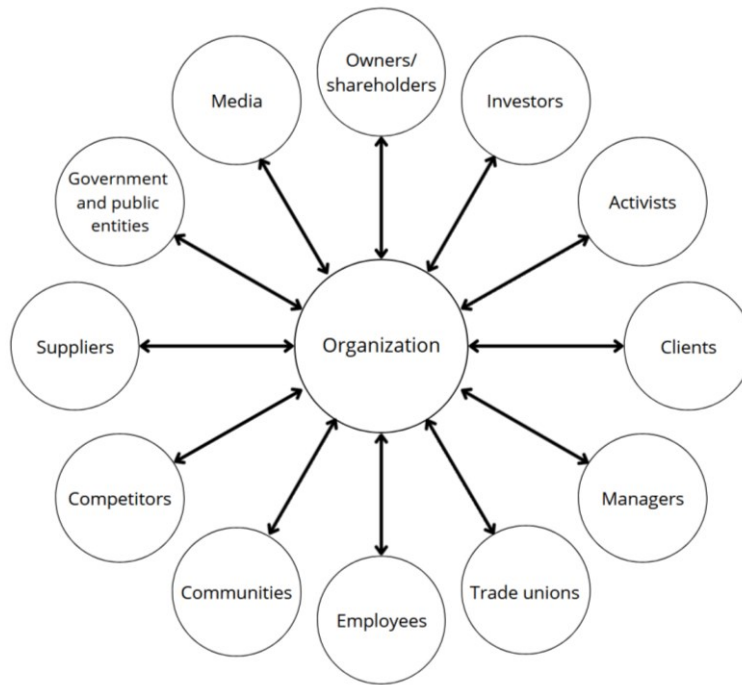 Owners/
shareholders
Media
Investors
Government
and public
entities
Activists
Suppliers
Organization
Clients
Competitors
Managers
Communities
Trade unions
Employees